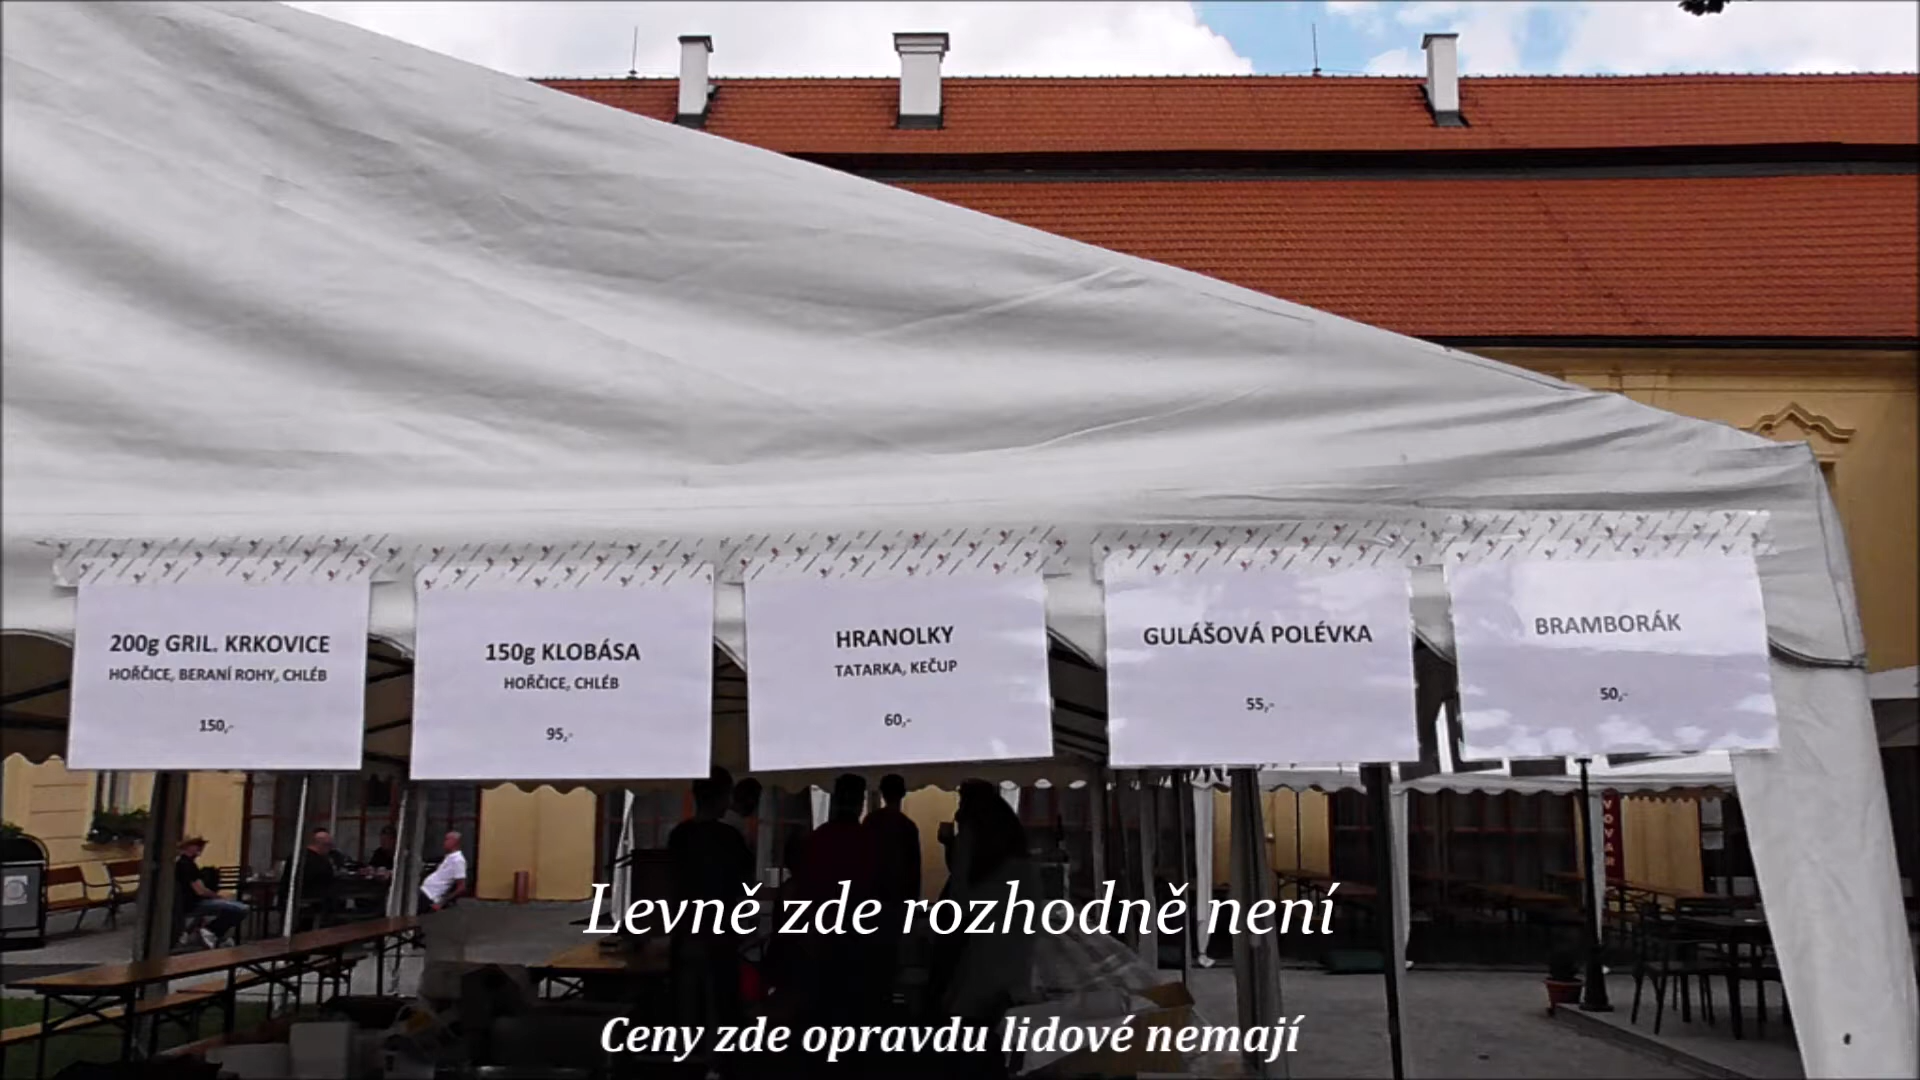 200g GRIL. KRKOVICE
HOŘČICE, BERANÍ ROHY, CHLÉB
150,-
150g KLOBÁSA
HOŘČICE, CHLÉB
95,-
HRANOLKY
TATARKA, KEČUP
60,-
GULÁŠOVÁ POLÉVKA
55,-
BRAMBORÁK
50,-
Levně zde rozhodně není
Ceny zde opravdu lidové nemají